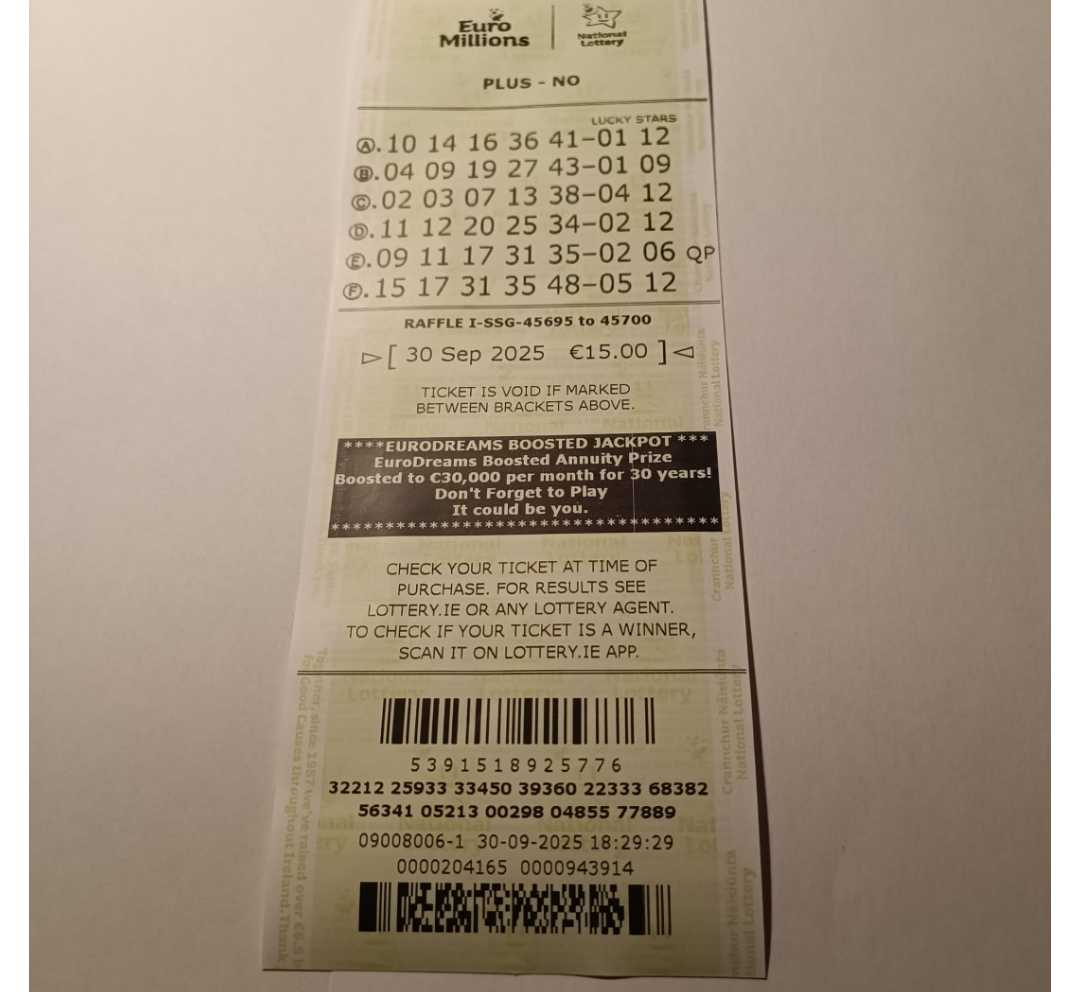 Euro
Millions
National
Lottery
PLUS - NO
LUCKY STARS
A. 10 14 16 36 41-01 12
B. 04 09 19 27 43-01 09
C. 02 03 07 13 38-04 12
D. 11 12 20 25 34-02 12
E. 09 11 17 31 35-02 06 QP
F. 15 17 31 35 48-05 12
RAFFLE I-SSG-45695 to 45700
▷[ 30 Sep 2025 €15.00 ]◁
TICKET IS VOID IF MARKED
BETWEEN BRACKETS ABOVE.
****EURODREAMS BOOSTED JACKPOT ***
EuroDreams Boosted Annuity Prize
Boosted to €30,000 per month for 30 years!
Don't Forget to Play
It could be you.
************************************
CHECK YOUR TICKET AT TIME OF
PURCHASE. FOR RESULTS SEE
LOTTERY.IE OR ANY LOTTERY AGENT.
TO CHECK IF YOUR TICKET IS A WINNER,
SCAN IT ON LOTTERY.IE APP.
5391518925776
32212 25933 33450 39360 22333 68382
56341 05213 00298 04855 77889
09008006-1 30-09-2025 18:29:29
0000204165 0000943914
Crannchur Náisiúnta
National Lottery